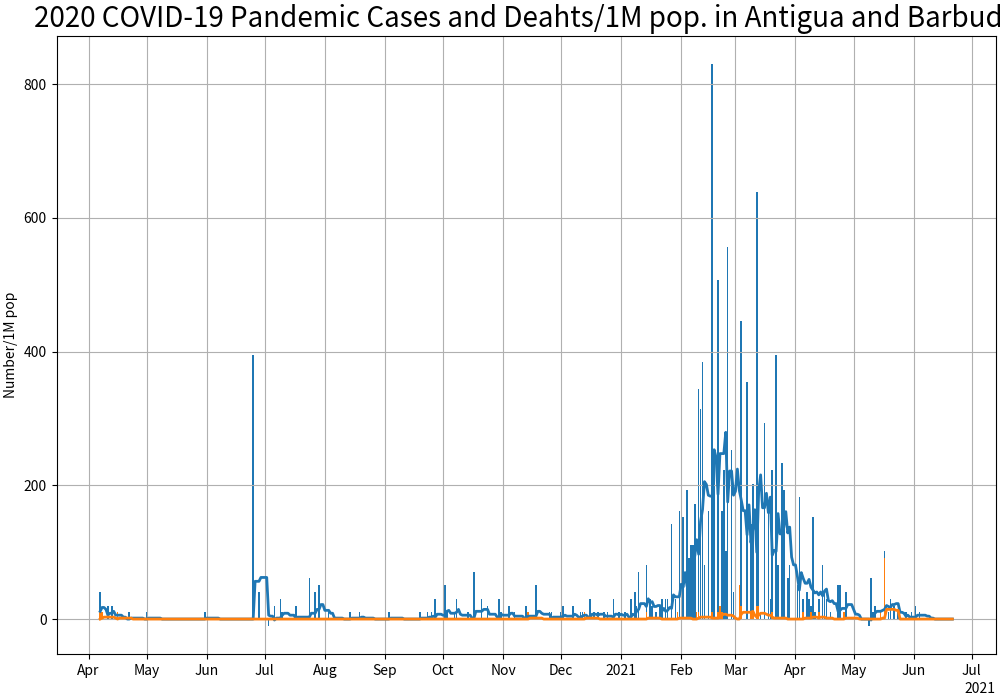 2020 COVID-19 Pandemic Cases and Deahts/1M pop. in Antigua and Barbud
Number/1M pop
800
600
400
200
0
Apr May Jun Jul Aug Sep Oct Nov Dec 2021 Feb Mar Apr May Jun Jul
2021